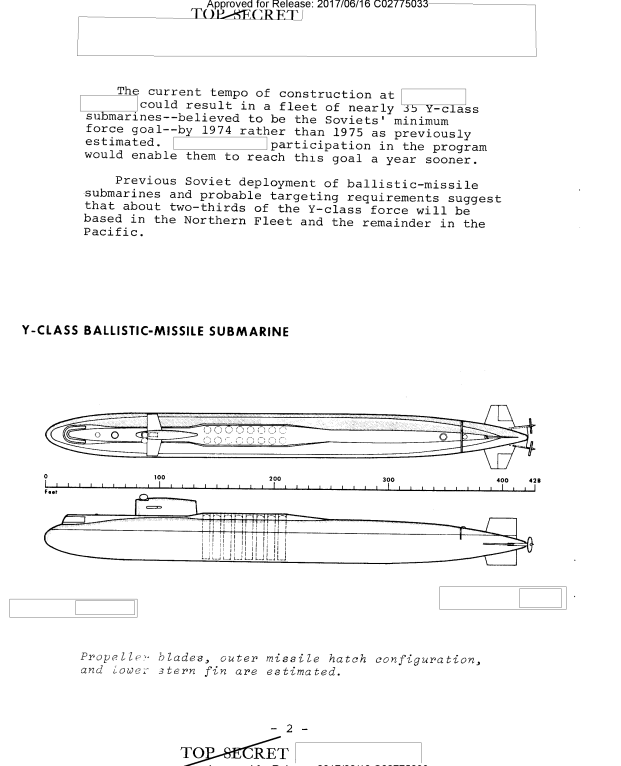 Approved for Release: 2017/06/16 C02775033
TOP SECRET
The current tempo of construction at
could result in a fleet of nearly 35 Y-class
submarines--believed to be the Soviets' minimum
force goal--by 1974 rather than 1975 as previously
estimated. participation in the program
would enable them to reach this goal a year sooner.
Previous Soviet deployment of ballistic-missile
submarines and probable targeting requirements suggest
that about two-thirds of the Y-class force will be
based in the Northern Fleet and the remainder in the
Pacific.
Y-CLASS BALLISTIC-MISSILE SUBMARINE
0 100 200 300 400 428
Feet
Propeller blades, outer missile hatch configuration,
and lower stern fin are estimated.
- 2 -
TOP SECRET